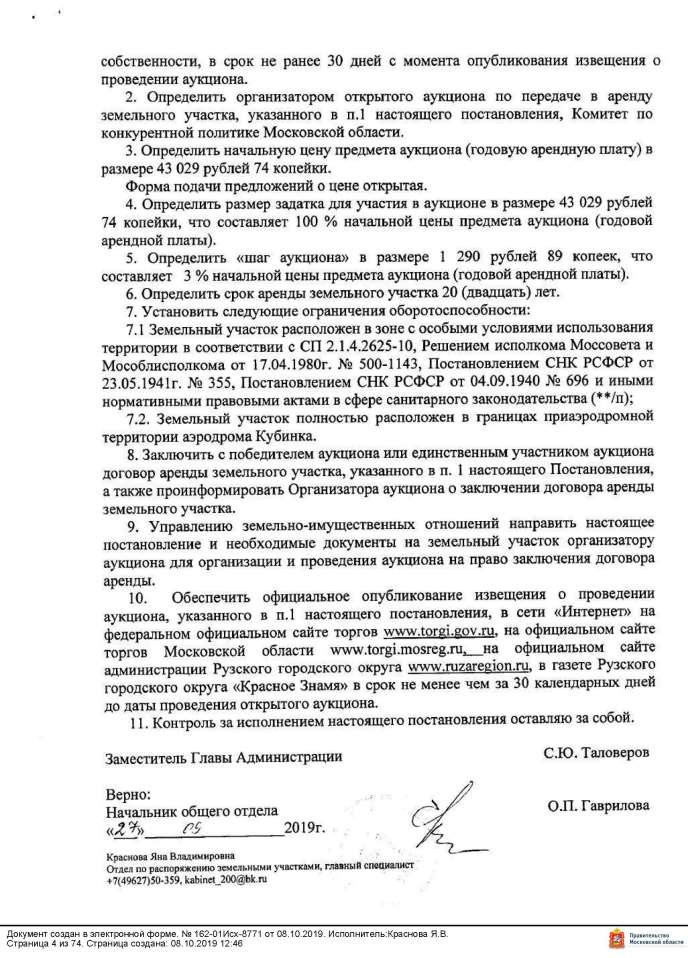 собственности, в срок не ранее 30 дней с момента опубликования извещения о
проведении аукциона.
2. Определить организатором открытого аукциона по передаче в аренду
земельного участка, указанного в п.1 настоящего постановления, Комитет по
конкурентной политике Московской области.
3. Определить начальную цену предмета аукциона (годовую арендную плату) в
размере 43 029 рублей 74 копейки.
Форма подачи предложений о цене открытая.
4. Определить размер задатка для участия в аукционе в размере 43 029 рублей
74 копейки, что составляет 100 % начальной цены предмета аукциона (годовой
арендной платы).
5. Определить «шаг аукциона» в размере 1 290 рублей 89 копеек, что
составляет 3 % начальной цены предмета аукциона (годовой арендной платы).
6. Определить срок аренды земельного участка 20 (двадцать) лет.
7. Установить следующие ограничения оборотоспособности:
7.1 Земельный участок расположен в зоне с особыми условиями использования
территории в соответствии с СП 2.1.4.2625-10, Решением исполкома Моссовета и
Мособлисполкома от 17.04.1980г. № 500-1143, Постановлением СНК РСФСР от
23.05.1941г. № 355, Постановлением СНК РСФСР от 04.09.1940 № 696 и иными
нормативными правовыми актами в сфере санитарного законодательства (**/п);
7.2. Земельный участок полностью расположен в границах приаэродромной
территории аэродрома Кубинка.
8. Заключить с победителем аукциона или единственным участником аукциона
договор аренды земельного участка, указанного в п. 1 настоящего Постановления,
а также проинформировать Организатора аукциона о заключении договора аренды
земельного участка.
9. Управлению земельно-имущественных отношений направить настоящее
постановление и необходимые документы на земельный участок организатору
аукциона для организации и проведения аукциона на право заключения договора
аренды.
10. Обеспечить официальное опубликование извещения о проведении
аукциона, указанного в п.1 настоящего постановления, в сети «Интернет» на
федеральном официальном сайте торгов www.torgi.gov.ru, на официальном сайте
торгов Московской области www.torgi.mosreg.ru, на официальном сайте
администрации Рузского городского округа www.ruzaregion.ru, в газете Рузского
городского округа «Красное Знамя» в срок не менее чем за 30 календарных дней
до даты проведения открытого аукциона.
11. Контроль за исполнением настоящего постановления оставляю за собой.
Заместитель Главы Администрации С.Ю. Таловеров
Верно:
Начальник общего отдела О.П. Гаврилова
«27» 09 2019г.
Краснова Яна Владимировна
Отдел по распоряжению земельными участками, главный специалист
+7(49627)50-359, kabinet_200@bk.ru
Документ создан в электронной форме. № 162-01Исх-8771 от 08.10.2019. Исполнитель:Краснова Я.В.
Страница 4 из 74. Страница создана: 08.10.2019 12:46
Правительство
Московской области